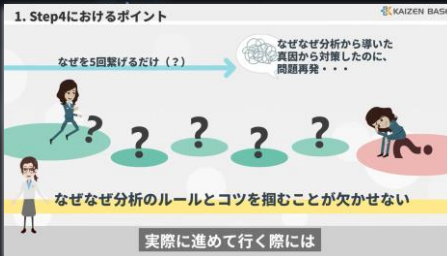 1. Step4におけるポイント
KAIZEN BASE
なぜを5回繋げるだけ(?)
なぜなぜ分析から導いた
真因から対策したのに、
問題再発・・・
? ? ? ? ?
なぜなぜ分析のルールとコツを掴むことが欠かせない
実際に進めて行く際には